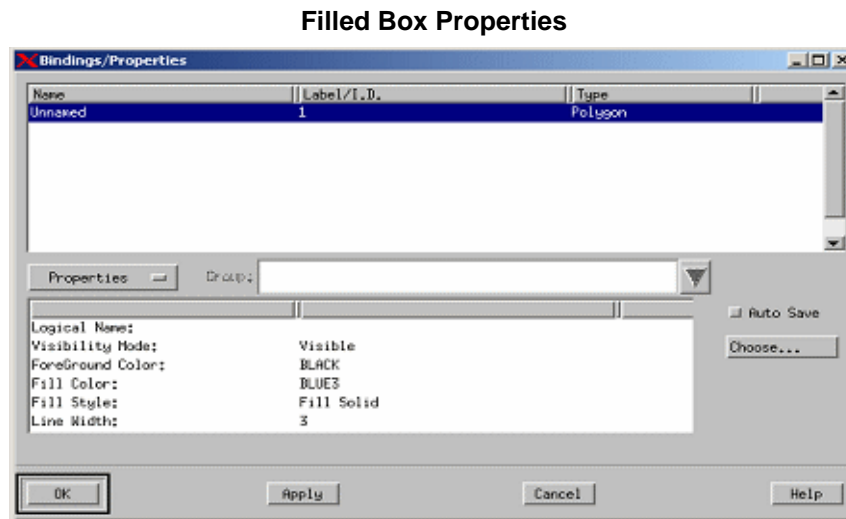 Filled Box Properties
Bindings/Properties
Name Label/I.D. Type
Unnamed 1 Polygon
Properties Group:
Auto Save
Choose...
Logical Name:
Visibility Mode: Visible
ForeGround Color: BLACK
Fill Color: BLUE3
Fill Style: Fill Solid
Line Width: 3
OK Apply Cancel Help